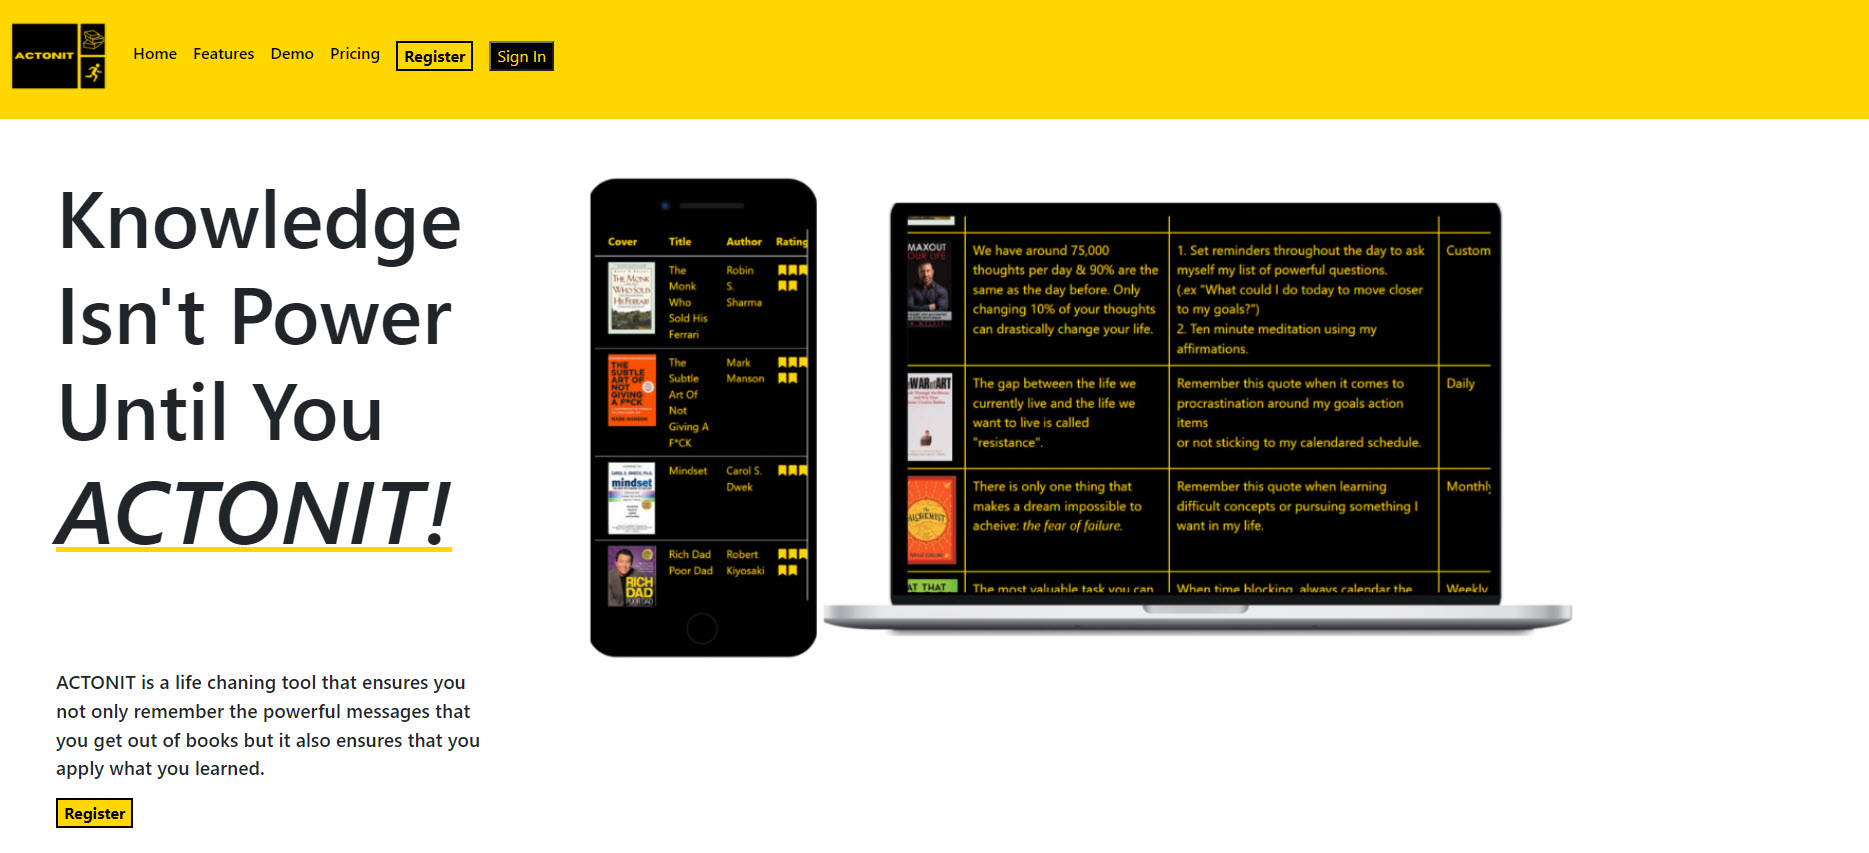 ACTONIT
Home Features Demo Pricing Register Sign In
Knowledge
Isn't Power
Until You
ACTONIT!
ACTONIT is a life chaning tool that ensures you
not only remember the powerful messages that
you get out of books but it also ensures that you
apply what you learned.
Register
Cover Title Author Rating
THE MONK
WHO SOLD
HIS FERRARI
The
Monk
Who
Sold His
Ferrari
Robin
S.
Sharma
THE
SUBTLE
ART OF
NOT
GIVING
A F*CK
MARK MANSON
The
Subtle
Art Of
Not
Giving A
F*CK
Mark
Manson
mindset
Mindset
Carol S.
Dwek
RICH
DAD
POOR DAD
Rich Dad
Poor Dad
Robert
Kiyosaki
MAXOUT
OUR LIFE
We have around 75,000
thoughts per day & 90% are the
same as the day before. Only
changing 10% of your thoughts
can drastically change your life.
1. Set reminders throughout the day to ask
myself my list of powerful questions.
(.ex "What could I do today to move closer
to my goals?")
2. Ten minute meditation using my
affirmations.
Custom
WAR of ART
The gap between the life we
currently live and the life we
want to live is called
"resistance".
Remember this quote when it comes to
procrastination around my goals action
items
or not sticking to my calendared schedule.
Daily
ALCHEMIST
There is only one thing that
makes a dream impossible to
acheive: the fear of failure.
Remember this quote when learning
difficult concepts or pursuing something I
want in my life.
Monthly
AT THAT
The most valuable task you can
When time blocking, always calendar the
Weekly